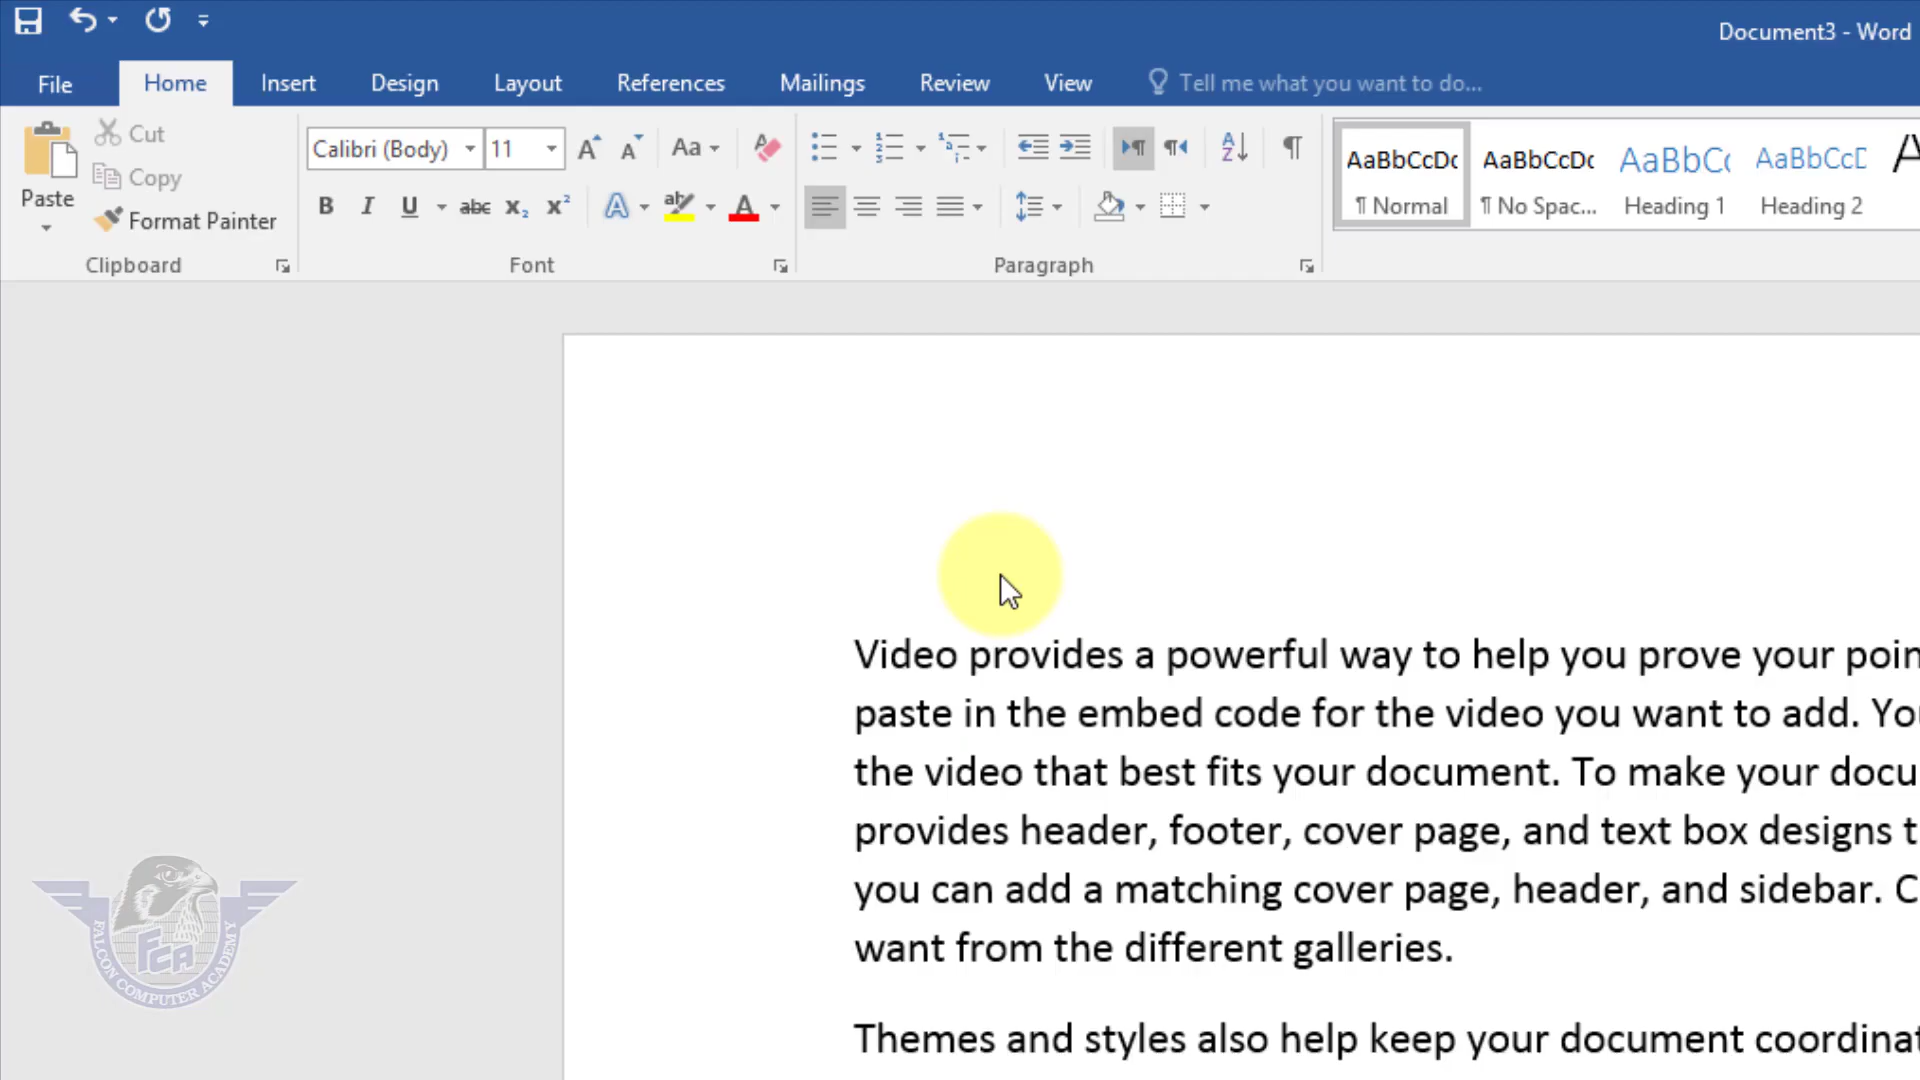 Document3 - Word
File Home Insert Design Layout References Mailings Review View Tell me what you want to do...
Paste
Cut
Copy
Format Painter
Clipboard
Calibri (Body) 11
Aa
B I U abc X₂ X²
ab
A
Font
Paragraph
AaBbCcDc AaBbCcDc AaBbCc AaBbCcD A
¶ Normal ¶ No Spac... Heading 1 Heading 2
Video provides a powerful way to help you prove your poin
paste in the embed code for the video you want to add. You
the video that best fits your document. To make your docu
provides header, footer, cover page, and text box designs t
you can add a matching cover page, header, and sidebar. C
want from the different galleries.
Themes and styles also help keep your document coordinat
FCA
FALCON COMPUTER ACADEMY